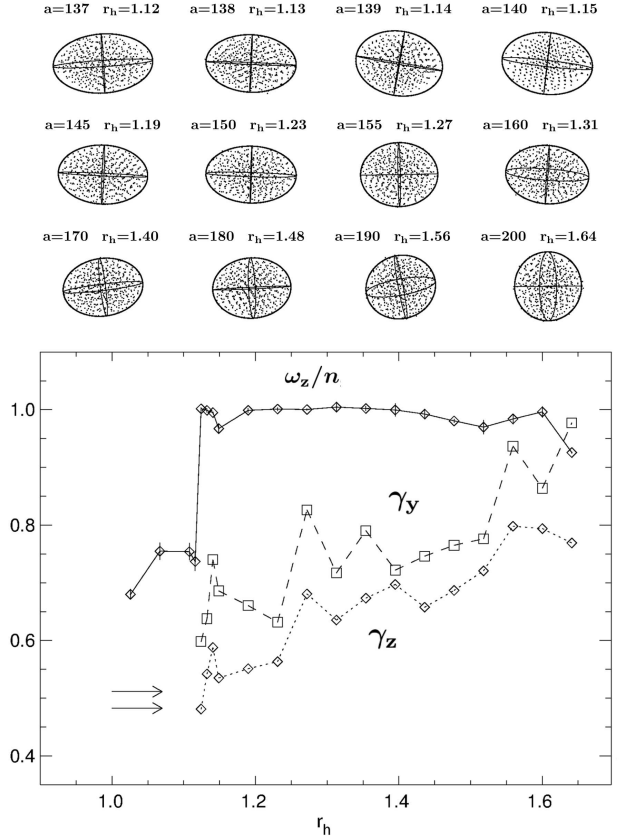 a=137 r_h=1.12 a=138 r_h=1.13 a=139 r_h=1.14 a=140 r_h=1.15
a=145 r_h=1.19 a=150 r_h=1.23 a=155 r_h=1.27 a=160 r_h=1.31
a=170 r_h=1.40 a=180 r_h=1.48 a=190 r_h=1.56 a=200 r_h=1.64
ω_z/n
1.0
0.8
γ_y
0.6
γ_z
0.4
1.0 1.2 1.4 1.6
r_h